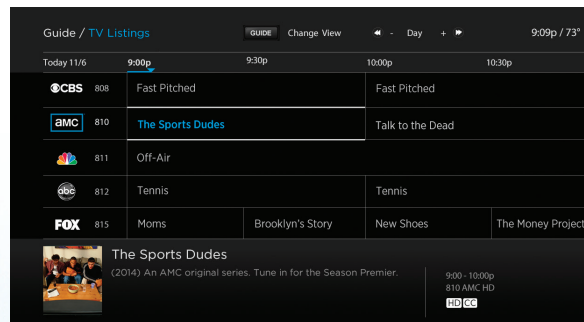 Guide / TV Listings GUIDE Change View - Day + 9:09p / 73°
Today 11/6 9:00p 9:30p 10:00p 10:30p
CBS 808 Fast Pitched Fast Pitched
aMC 810 The Sports Dudes Talk to the Dead
811 Off-Air
abc 812 Tennis Tennis
FOX 815 Moms Brooklyn's Story New Shoes The Money Project
The Sports Dudes
(2014) An AMC original series. Tune in for the Season Premier.
9:00 - 10:00p
810 AMC HD
HD CC